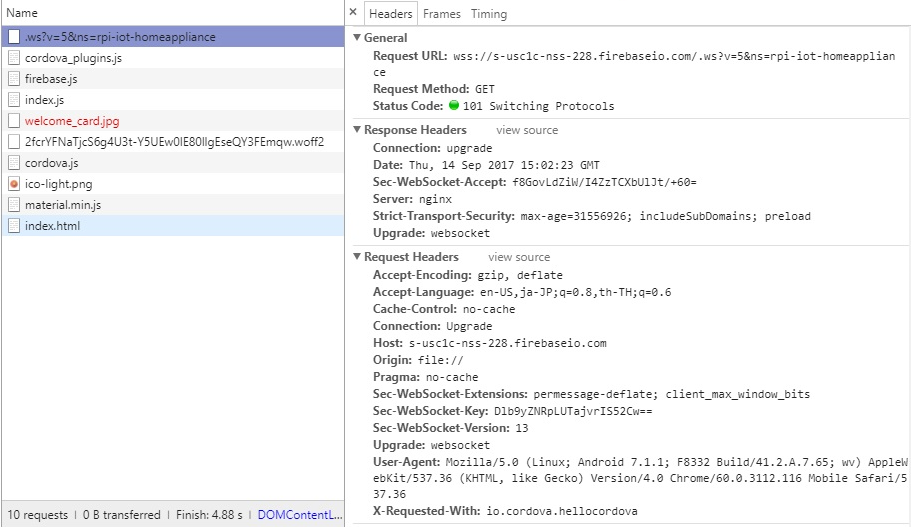 Name
.ws?v=5&ns=rpi-iot-homeappliance
cordova_plugins.js
firebase.js
index.js
welcome_card.jpg
2fcrYFNaTjcS6g4U3t-Y5UEw0lE80llgEseQY3FEmqw.woff2
cordova.js
ico-light.png
material.min.js
index.html
10 requests | 0 B transferred | Finish: 4.88 s | DOMContentL...
× Headers Frames Timing
General
Request URL: wss://s-usc1c-nss-228.firebaseio.com/.ws?v=5&ns=rpi-iot-homeapplian
ce
Request Method: GET
Status Code: 101 Switching Protocols
Response Headers view source
Connection: upgrade
Date: Thu, 14 Sep 2017 15:02:23 GMT
Sec-WebSocket-Accept: f8GovLdZiW/I4ZzTCXbUlJt/+60=
Server: nginx
Strict-Transport-Security: max-age=31556926; includeSubDomains; preload
Upgrade: websocket
Request Headers view source
Accept-Encoding: gzip, deflate
Accept-Language: en-US,ja-JP;q=0.8,th-TH;q=0.6
Cache-Control: no-cache
Connection: Upgrade
Host: s-usc1c-nss-228.firebaseio.com
Origin: file://
Pragma: no-cache
Sec-WebSocket-Extensions: permessage-deflate; client_max_window_bits
Sec-WebSocket-Key: Dlb9yZNRpLUTajvrIS52Cw==
Sec-WebSocket-Version: 13
Upgrade: websocket
User-Agent: Mozilla/5.0 (Linux; Android 7.1.1; F8332 Build/41.2.A.7.65; wv) AppleW
ebKit/537.36 (KHTML, like Gecko) Version/4.0 Chrome/60.0.3112.116 Mobile Safari/5
37.36
X-Requested-With: io.cordova.hellocordova